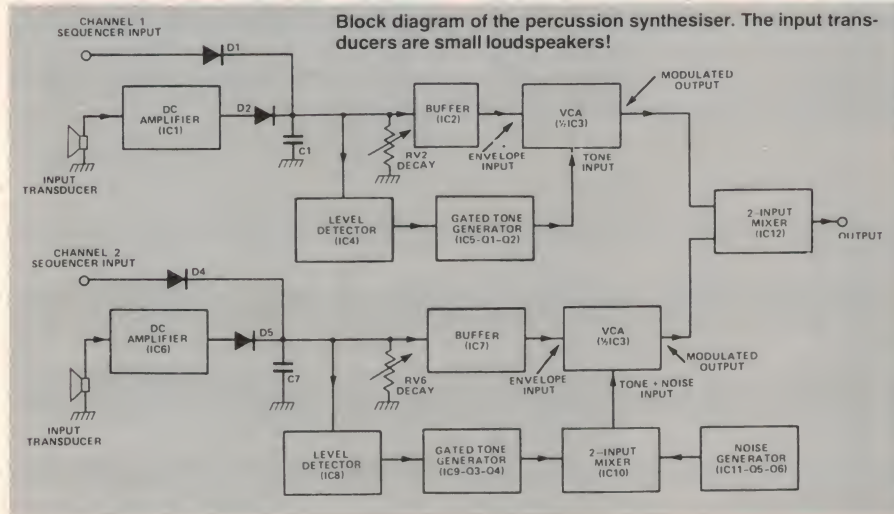 Block diagram of the percussion synthesiser. The input trans-
ducers are small loudspeakers!
CHANNEL 1
SEQUENCER INPUT
D1
DC
AMPLIFIER
(IC1)
D2
C1
INPUT
TRANSDUCER
RV2
DECAY
BUFFER
(IC2)
ENVELOPE
INPUT
VCA
(½IC3)
TONE
INPUT
MODULATED
OUTPUT
LEVEL
DETECTOR
(IC4)
GATED TONE
GENERATOR
(IC5-Q1-Q2)
2-INPUT
MIXER
(IC12)
OUTPUT
CHANNEL 2
SEQUENCER INPUT
D4
DC
AMPLIFIER
(IC6)
D5
C7
INPUT
TRANSDUCER
RV6
DECAY
BUFFER
(IC7)
ENVELOPE
INPUT
VCA
(½IC3)
MODULATED
OUTPUT
TONE + NOISE
INPUT
LEVEL
DETECTOR
(IC8)
GATED TONE
GENERATOR
(IC9-Q3-Q4)
2-INPUT
MIXER
(IC10)
NOISE
GENERATOR
(IC11-Q5-Q6)